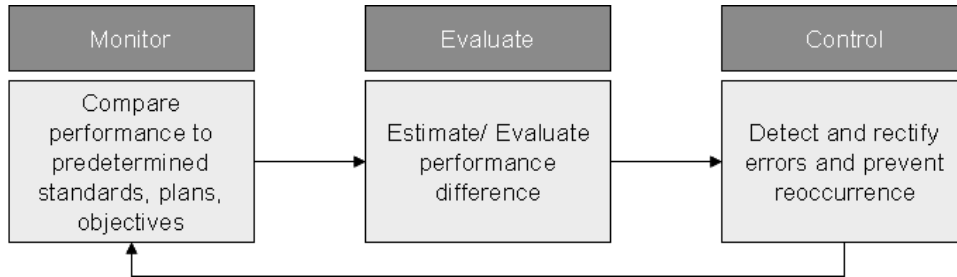 Monitor
Evaluate
Control
Compare
performance to
predetermined
standards, plans,
objectives
Estimate/ Evaluate
performance
difference
Detect and rectify
errors and prevent
reoccurrence